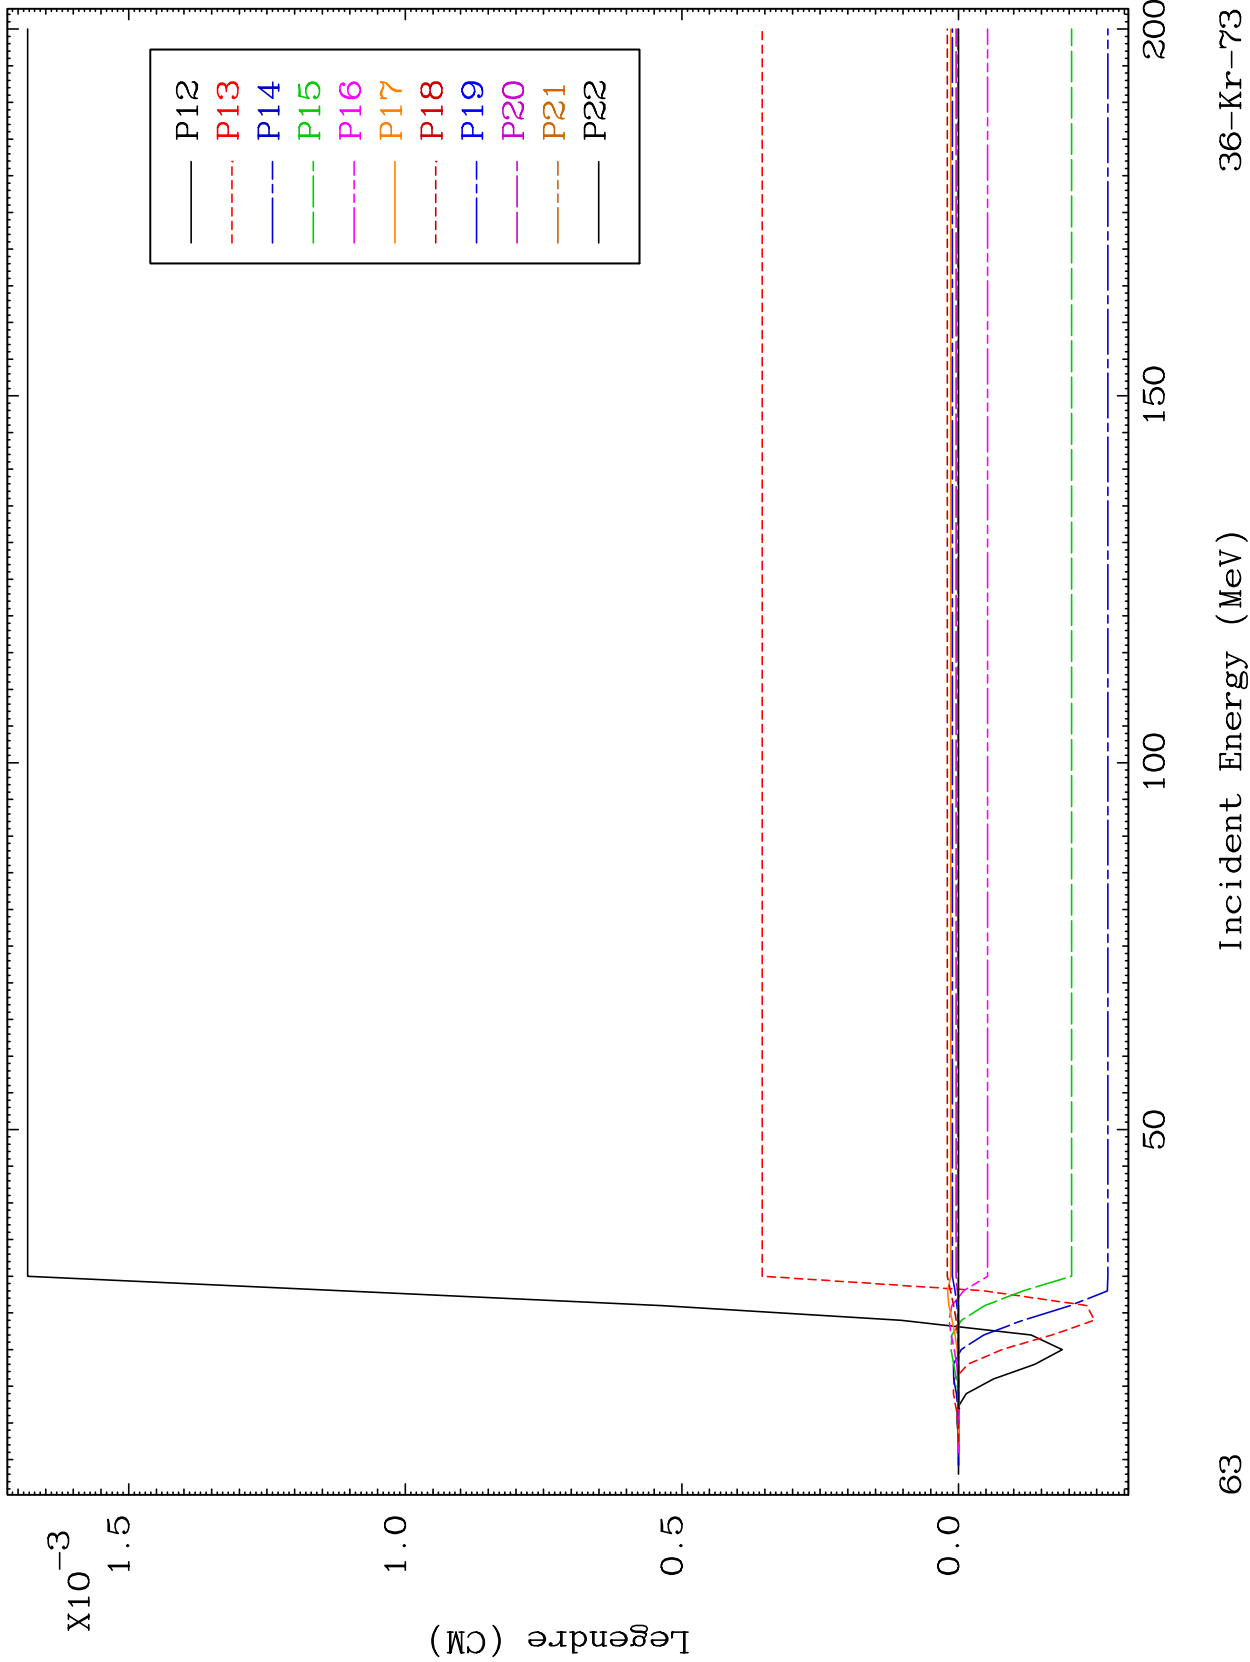 X10-3
1.5
1.0
0.5
0.0
Legendre (CM)
P12
P13
P14
P15
P16
P17
P18
P19
P20
P21
P22
50
100
150
200
63
Incident Energy (MeV)
36-Kr-73